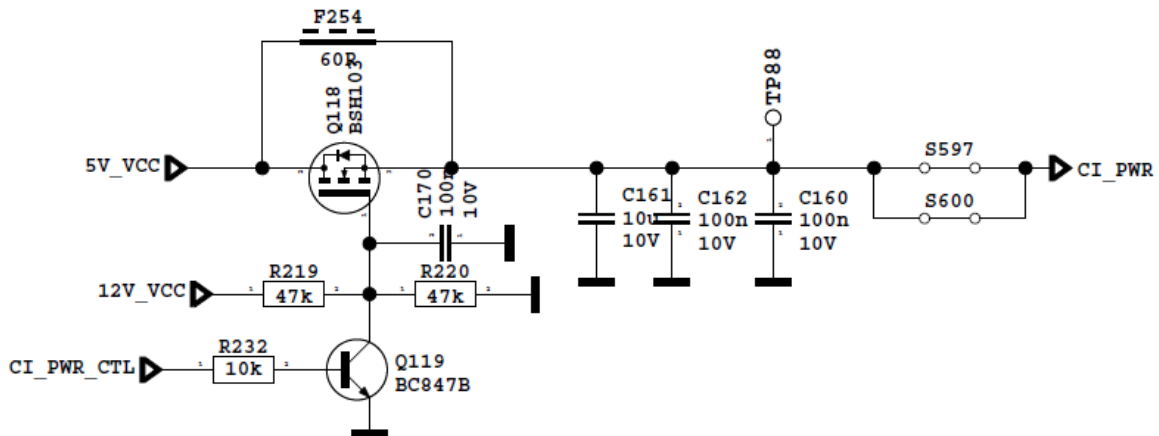 F254
60R
Q118
BSH103
TP88
5V_VCC
S597
CI_PWR
C170
100n
10V
C161
10u
10V
C162
100n
10V
C160
100n
10V
S600
R219
47k
R220
47k
12V_VCC
R232
10k
CI_PWR_CTL
Q119
BC847B